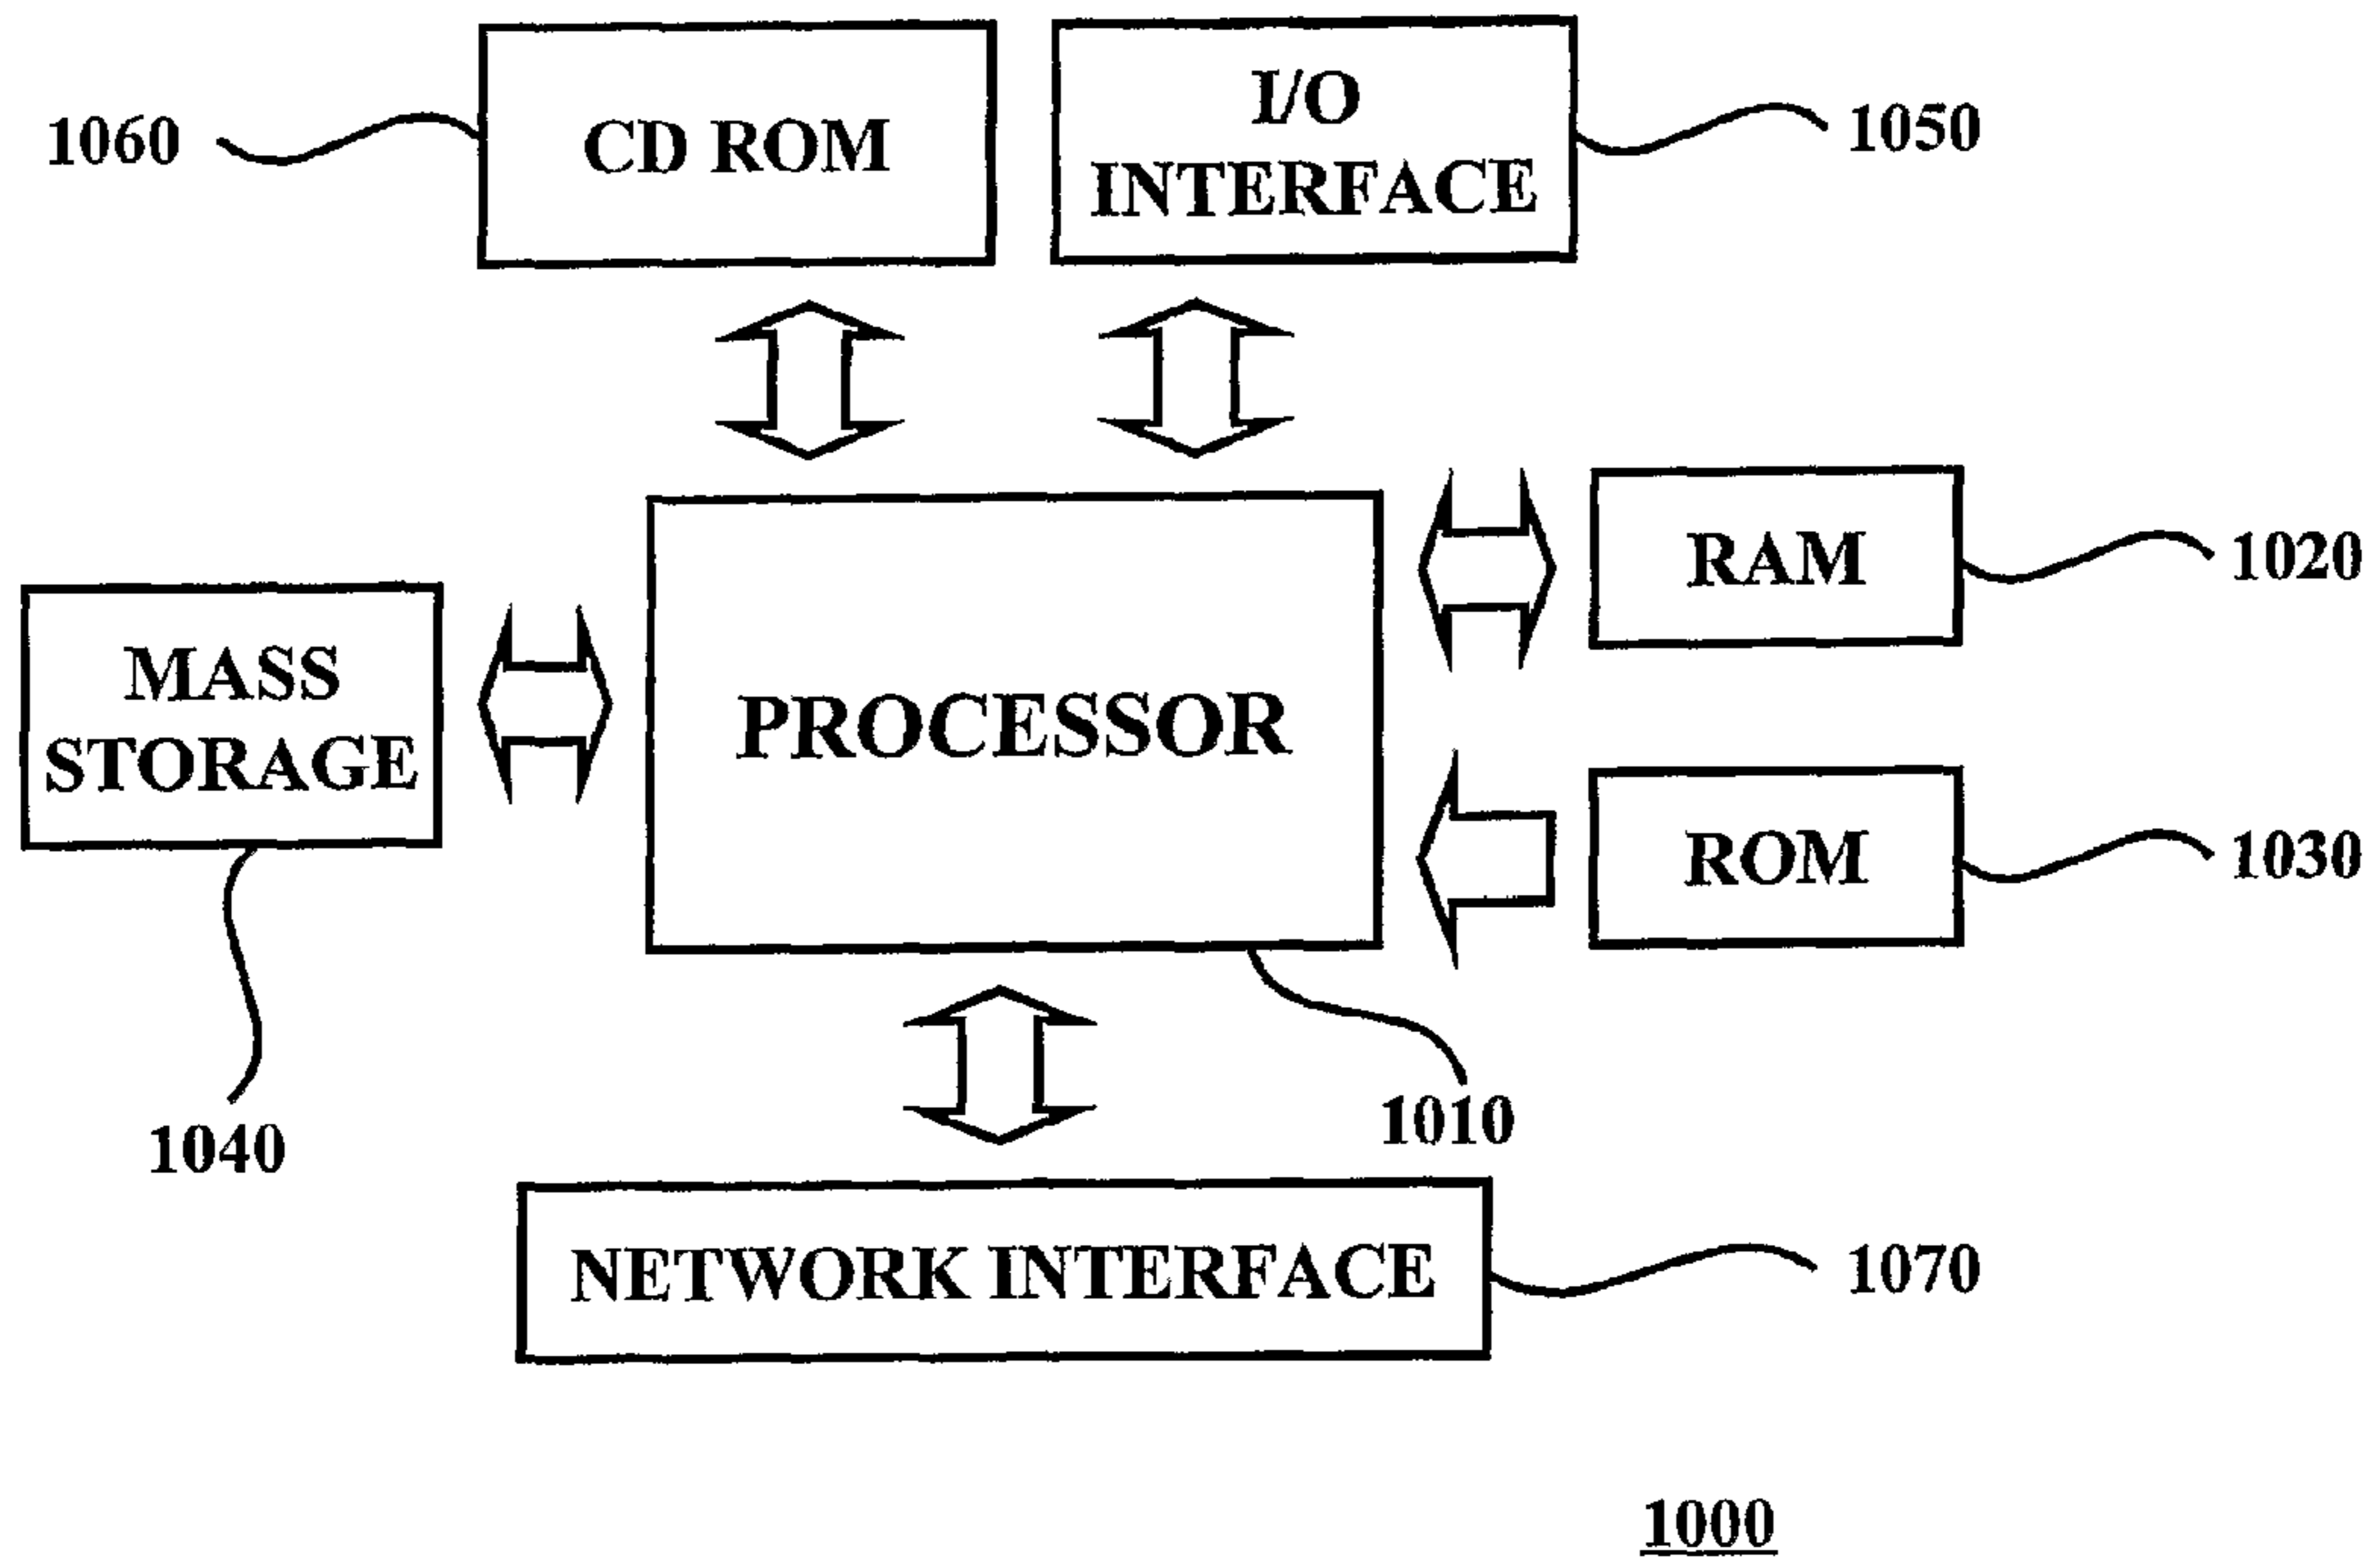 1060
CD ROM
I/O
INTERFACE
1050
RAM
1020
MASS
STORAGE
PROCESSOR
ROM
1030
1040
1010
NETWORK INTERFACE
1070
1000